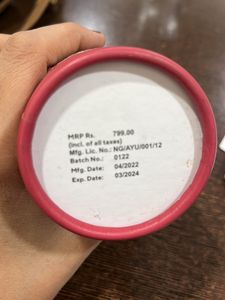 MRP Rs. 799.00
(incl. of all taxes)
Mfg. Lic. No.: NG/AYU/001/12
Batch No.: 0122
Mfg. Date: 04/2022
Exp. Date: 03/2024